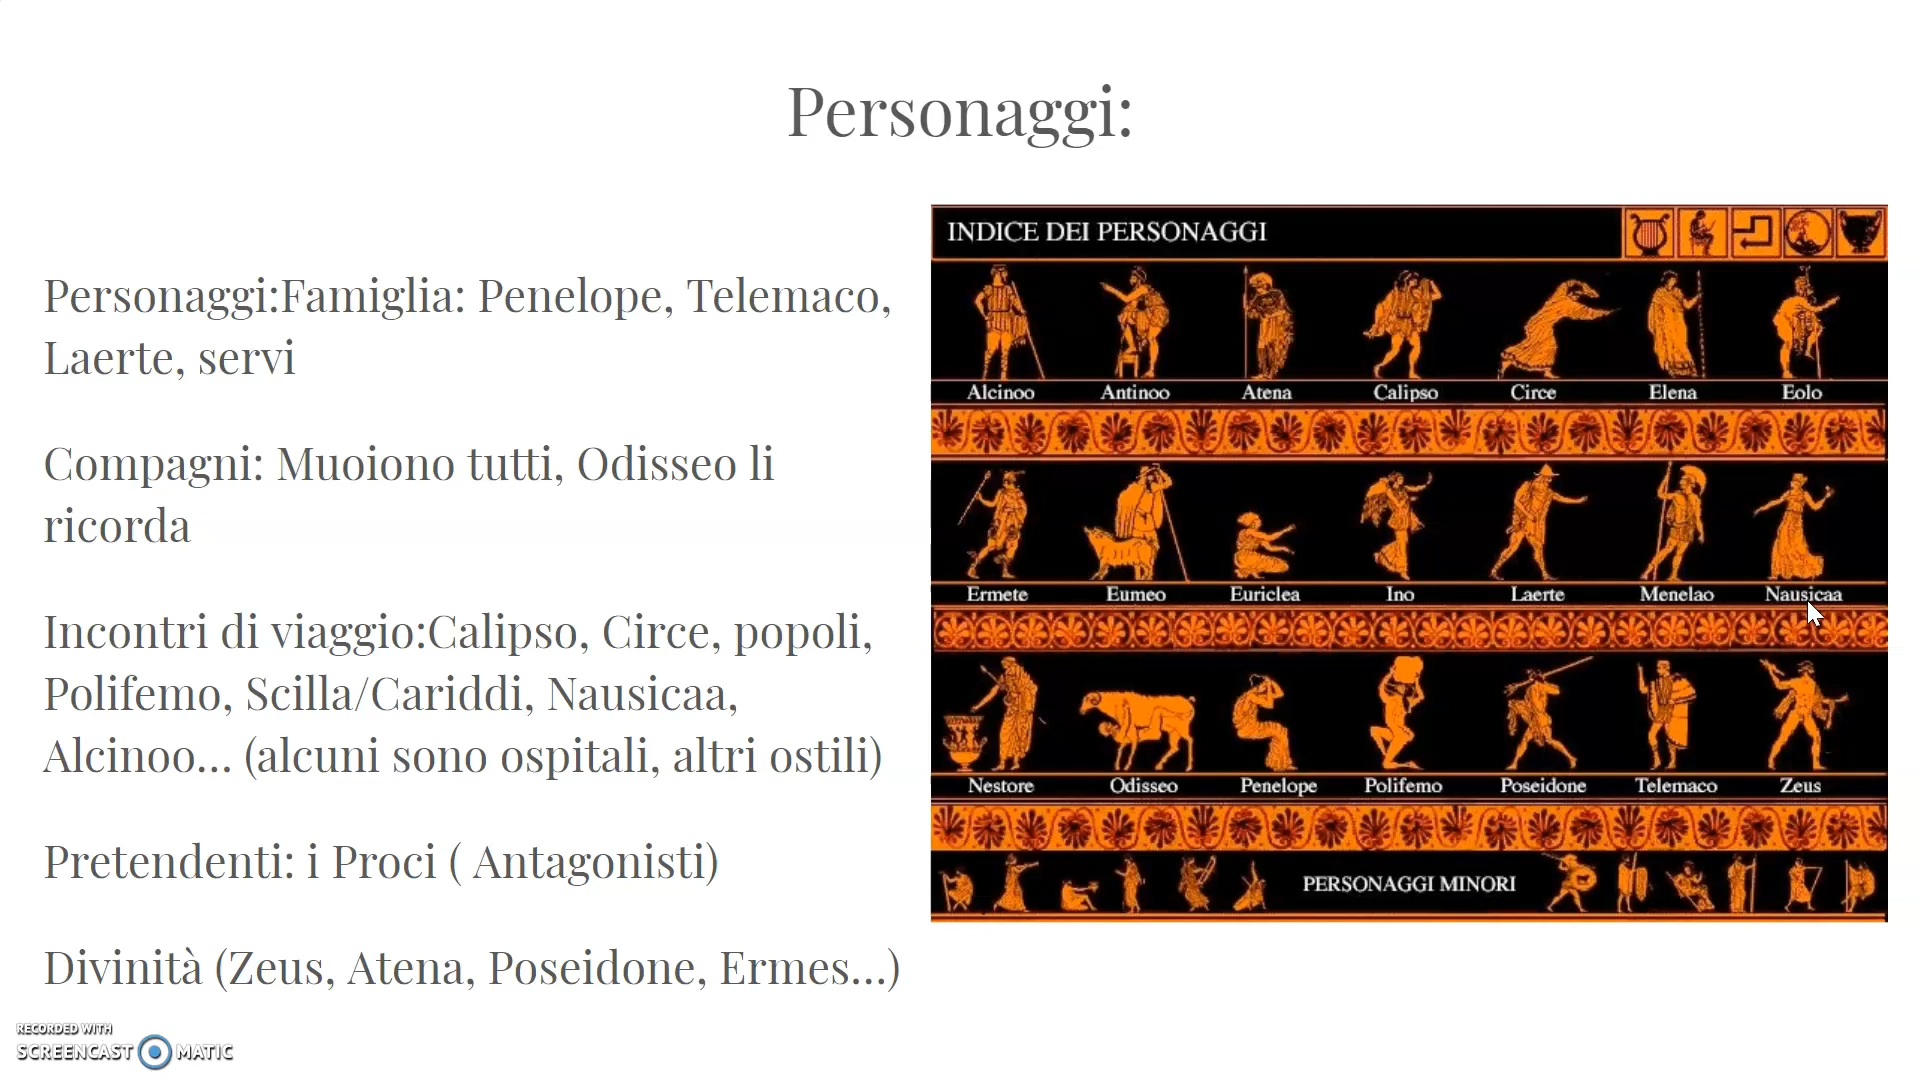 Personaggi:
Personaggi:Famiglia: Penelope, Telemaco,
Laerte, servi
Compagni: Muoiono tutti, Odisseo li
ricorda
Incontri di viaggio:Calipso, Circe, popoli,
Polifemo, Scilla/Cariddi, Nausicaa,
Alcinoo... (alcuni sono ospitali, altri ostili)
Pretendenti: i Proci ( Antagonisti)
Divinità (Zeus, Atena, Poseidone, Ermes...)
INDICE DEI PERSONAGGI
Alcinoo Antinoo Atena Calipso Circe Elena Eolo
Ermete Eumeo Euriclea Ino Laerte Menelao Nausicaa
Nestore Odisseo Penelope Polifemo Poseidone Telemaco Zeus
PERSONAGGI MINORI
RECORDED WITH
SCREENCAST MATIC